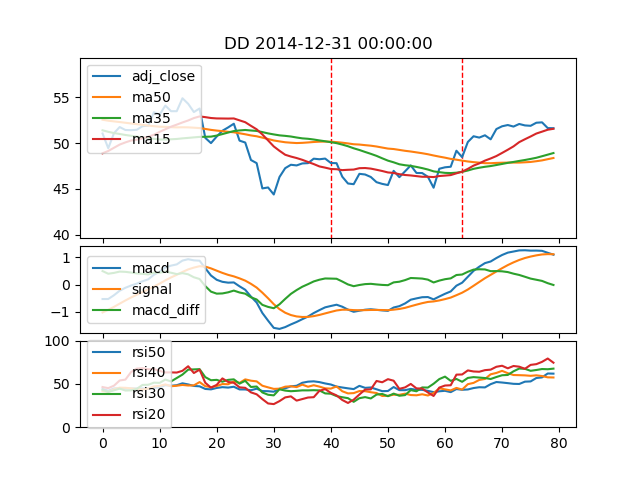 DD 2014-12-31 00:00:00
adj_close
ma50
ma35
ma15
55
50
45
40
macd
signal
macd_diff
1
0
−1
rsi50
rsi40
rsi30
rsi20
100
50
0
0 10 20 30 40 50 60 70 80